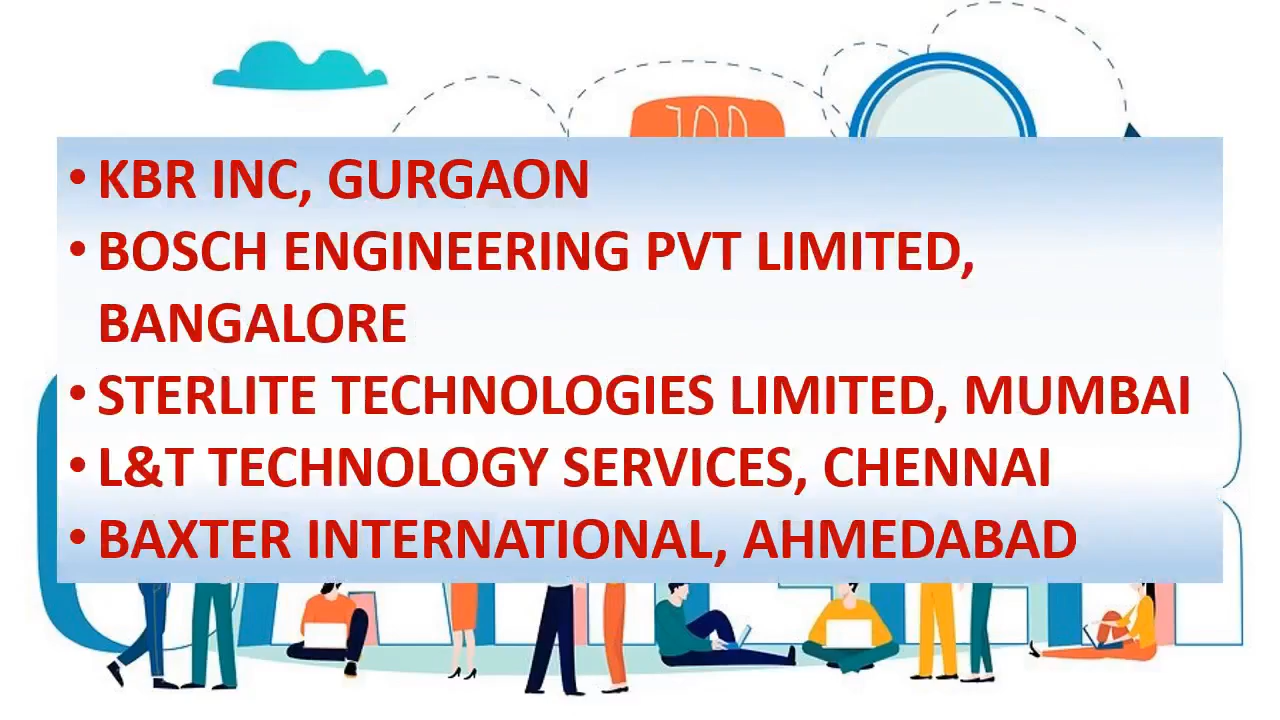 • KBR INC, GURGAON
• BOSCH ENGINEERING PVT LIMITED,
BANGALORE
• STERLITE TECHNOLOGIES LIMITED, MUMBAI
• L&T TECHNOLOGY SERVICES, CHENNAI
• BAXTER INTERNATIONAL, AHMEDABAD